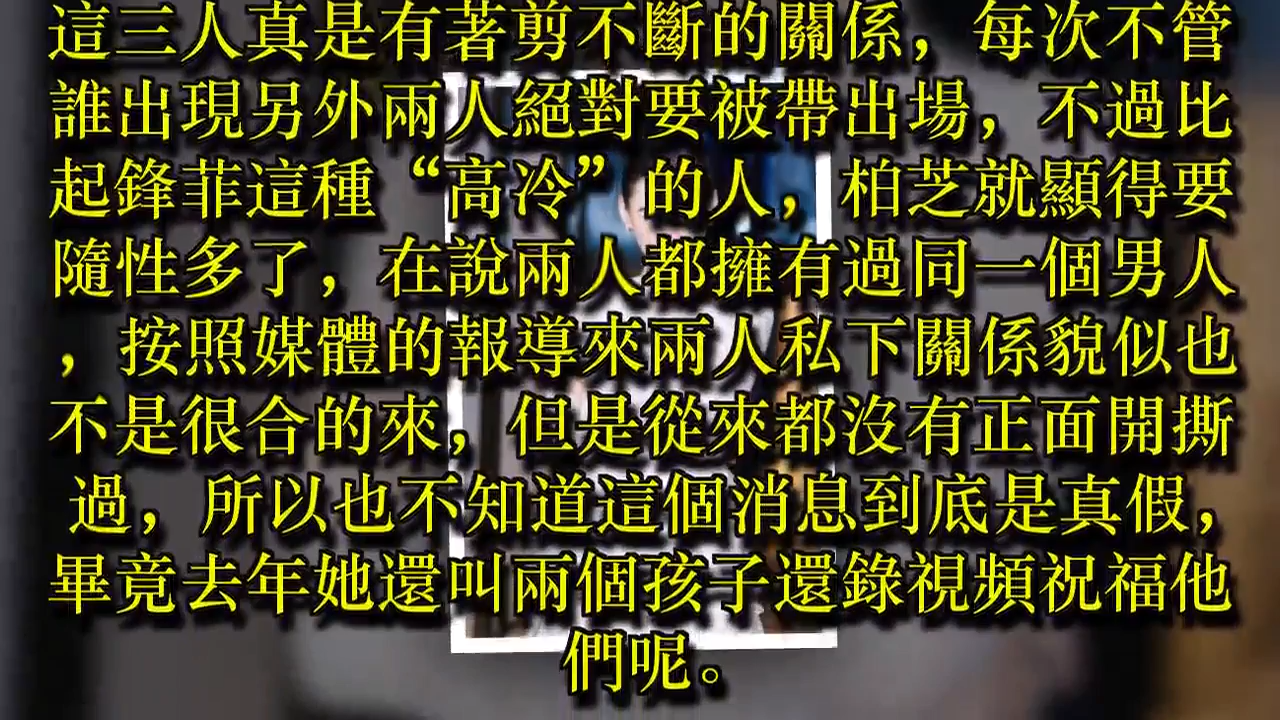 這三人真是有著剪不斷的關係，每次不管
誰出現另外兩人絕對要被帶出場，不過比
起鋒菲這種“高冷”的人，柏芝就顯得要
隨性多了，在說兩人都擁有過同一個男人
，按照媒體的報導來兩人私下關係貌似也
不是很合的來，但是從來都沒有正面開撕
過，所以也不知道這個消息到底是真假，
畢竟去年她還叫兩個孩子還錄視頻祝福他
們呢。